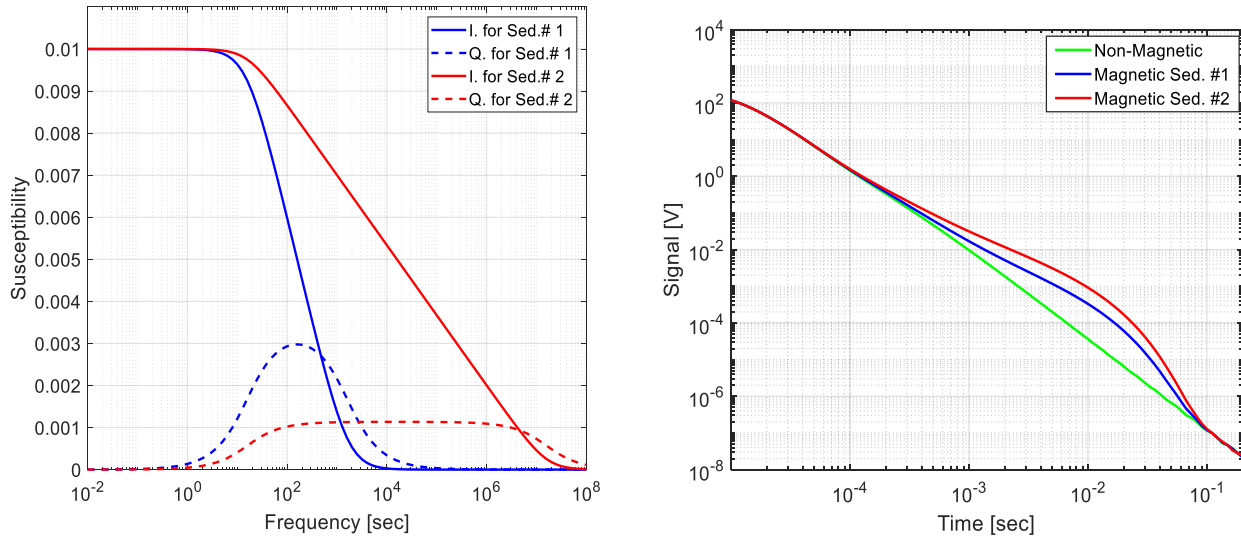 I. for Sed.# 1
Q. for Sed.# 1
I. for Sed.# 2
Q. for Sed.# 2
0.01
0.009
0.008
0.007
0.006
0.005
0.004
0.003
0.002
0.001
0
Susceptibility
10^-2
10^0
10^2
10^4
10^6
10^8
Frequency [sec]
Non-Magnetic
Magnetic Sed. #1
Magnetic Sed. #2
10^4
10^2
10^0
10^-2
10^-4
10^-6
10^-8
Signal [V]
10^-4
10^-3
10^-2
10^-1
Time [sec]